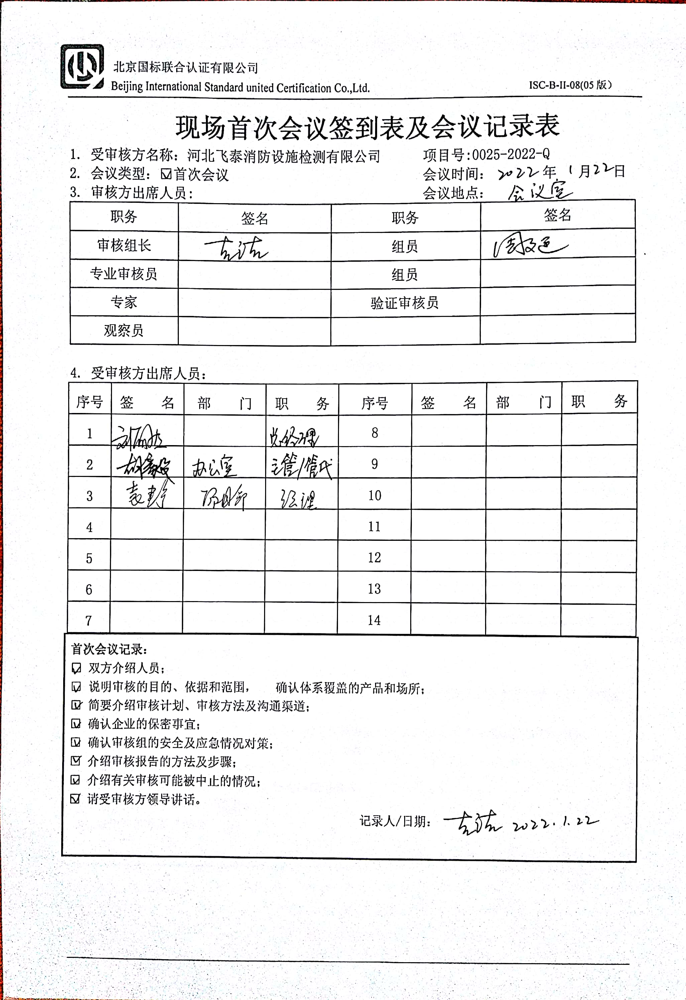 北京国标联合认证有限公司
Beijing International Standard united Certification Co.,Ltd.
ISC-B-II-08(05 版)
现场首次会议签到表及会议记录表
1. 受审核方名称：河北飞泰消防设施检测有限公司 项目号:0025-2022-Q
2. 会议类型：☑首次会议 会议时间： 2022年 1月22日
3. 审核方出席人员: 会议地点： 会议室
职务 签名 职务 签名
审核组长 吉洁 组员 周文廷
专业审核员 组员
专家 验证审核员
观察员
4. 受审核方出席人员:
序号 签 名 部 门 职 务 序号 签 名 部 门 职 务
1 总经理 8
2 办公室 主管/管代 9
3 项目部 经理 10
4 11
5 12
6 13
7 14
首次会议记录:
☑ 双方介绍人员;
☑ 说明审核的目的、依据和范围, 确认体系覆盖的产品和场所;
☑ 简要介绍审核计划、审核方法及沟通渠道;
☑ 确认企业的保密事宜;
☑ 确认审核组的安全及应急情况对策;
☑ 介绍审核报告的方法及步骤;
☑ 介绍有关审核可能被中止的情况;
☑ 请受审核方领导讲话。
记录人/日期: 吉洁 2022.1.22